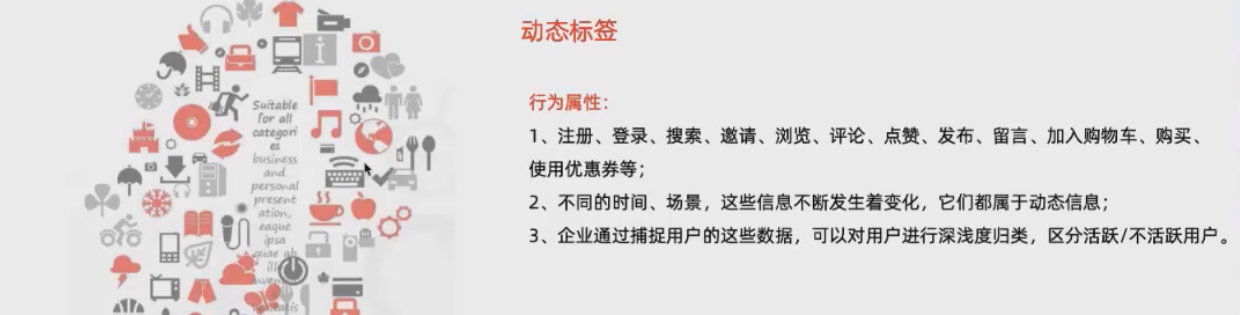 动态标签
行为属性：
1、注册、登录、搜索、邀请、浏览、评论、点赞、发布、留言、加入购物车、购买、
使用优惠券等；
2、不同的时间、场景，这些信息不断发生着变化，它们都属于动态信息；
3、企业通过捕捉用户的这些数据，可以对用户进行深浅度归类，区分活跃/不活跃用户。
Suitable
for all
categori
es
business
and
personal
present
ation,
eaque
ipsa
quae ab